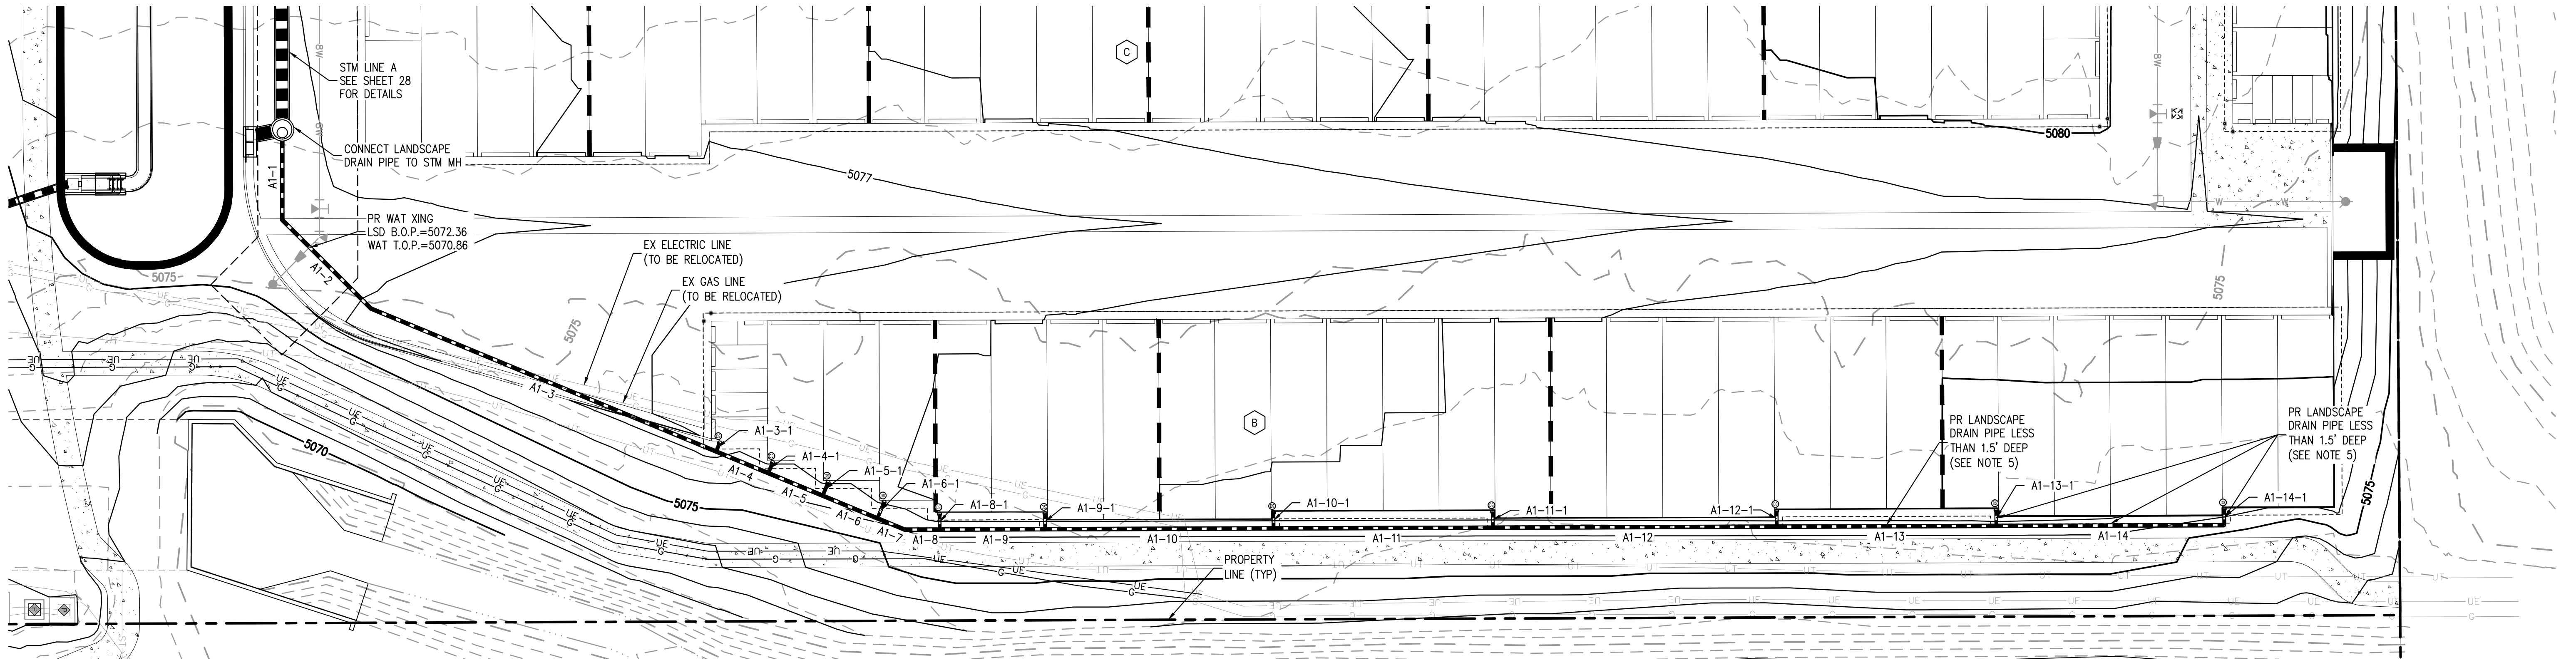 STM LINE A
SEE SHEET 28
FOR DETAILS
C
8W
8W
8W
5080
CONNECT LANDSCAPE
DRAIN PIPE TO STM MH
A1-1
5077
W
W
PR WAT XING
LSD B.O.P.=5072.36
WAT T.O.P.=5070.86
EX ELECTRIC LINE
(TO BE RELOCATED)
A1-2
5075
EX GAS LINE
(TO BE RELOCATED)
5075
5075
UE
G
UE
G
UE
G
A1-3
B
PR LANDSCAPE
DRAIN PIPE LESS
THAN 1.5' DEEP
(SEE NOTE 5)
PR LANDSCAPE
DRAIN PIPE LESS
THAN 1.5' DEEP
(SEE NOTE 5)
5070
A1-3-1
A1-4-1
A1-5-1
A1-6-1
A1-8-1
A1-9-1
A1-10-1
A1-11-1
A1-12-1
A1-13-1
A1-14-1
5075
5075
A1-4
A1-5
A1-6
A1-7
A1-8
A1-9
A1-10
A1-11
A1-12
A1-13
A1-14
PROPERTY
LINE (TYP)